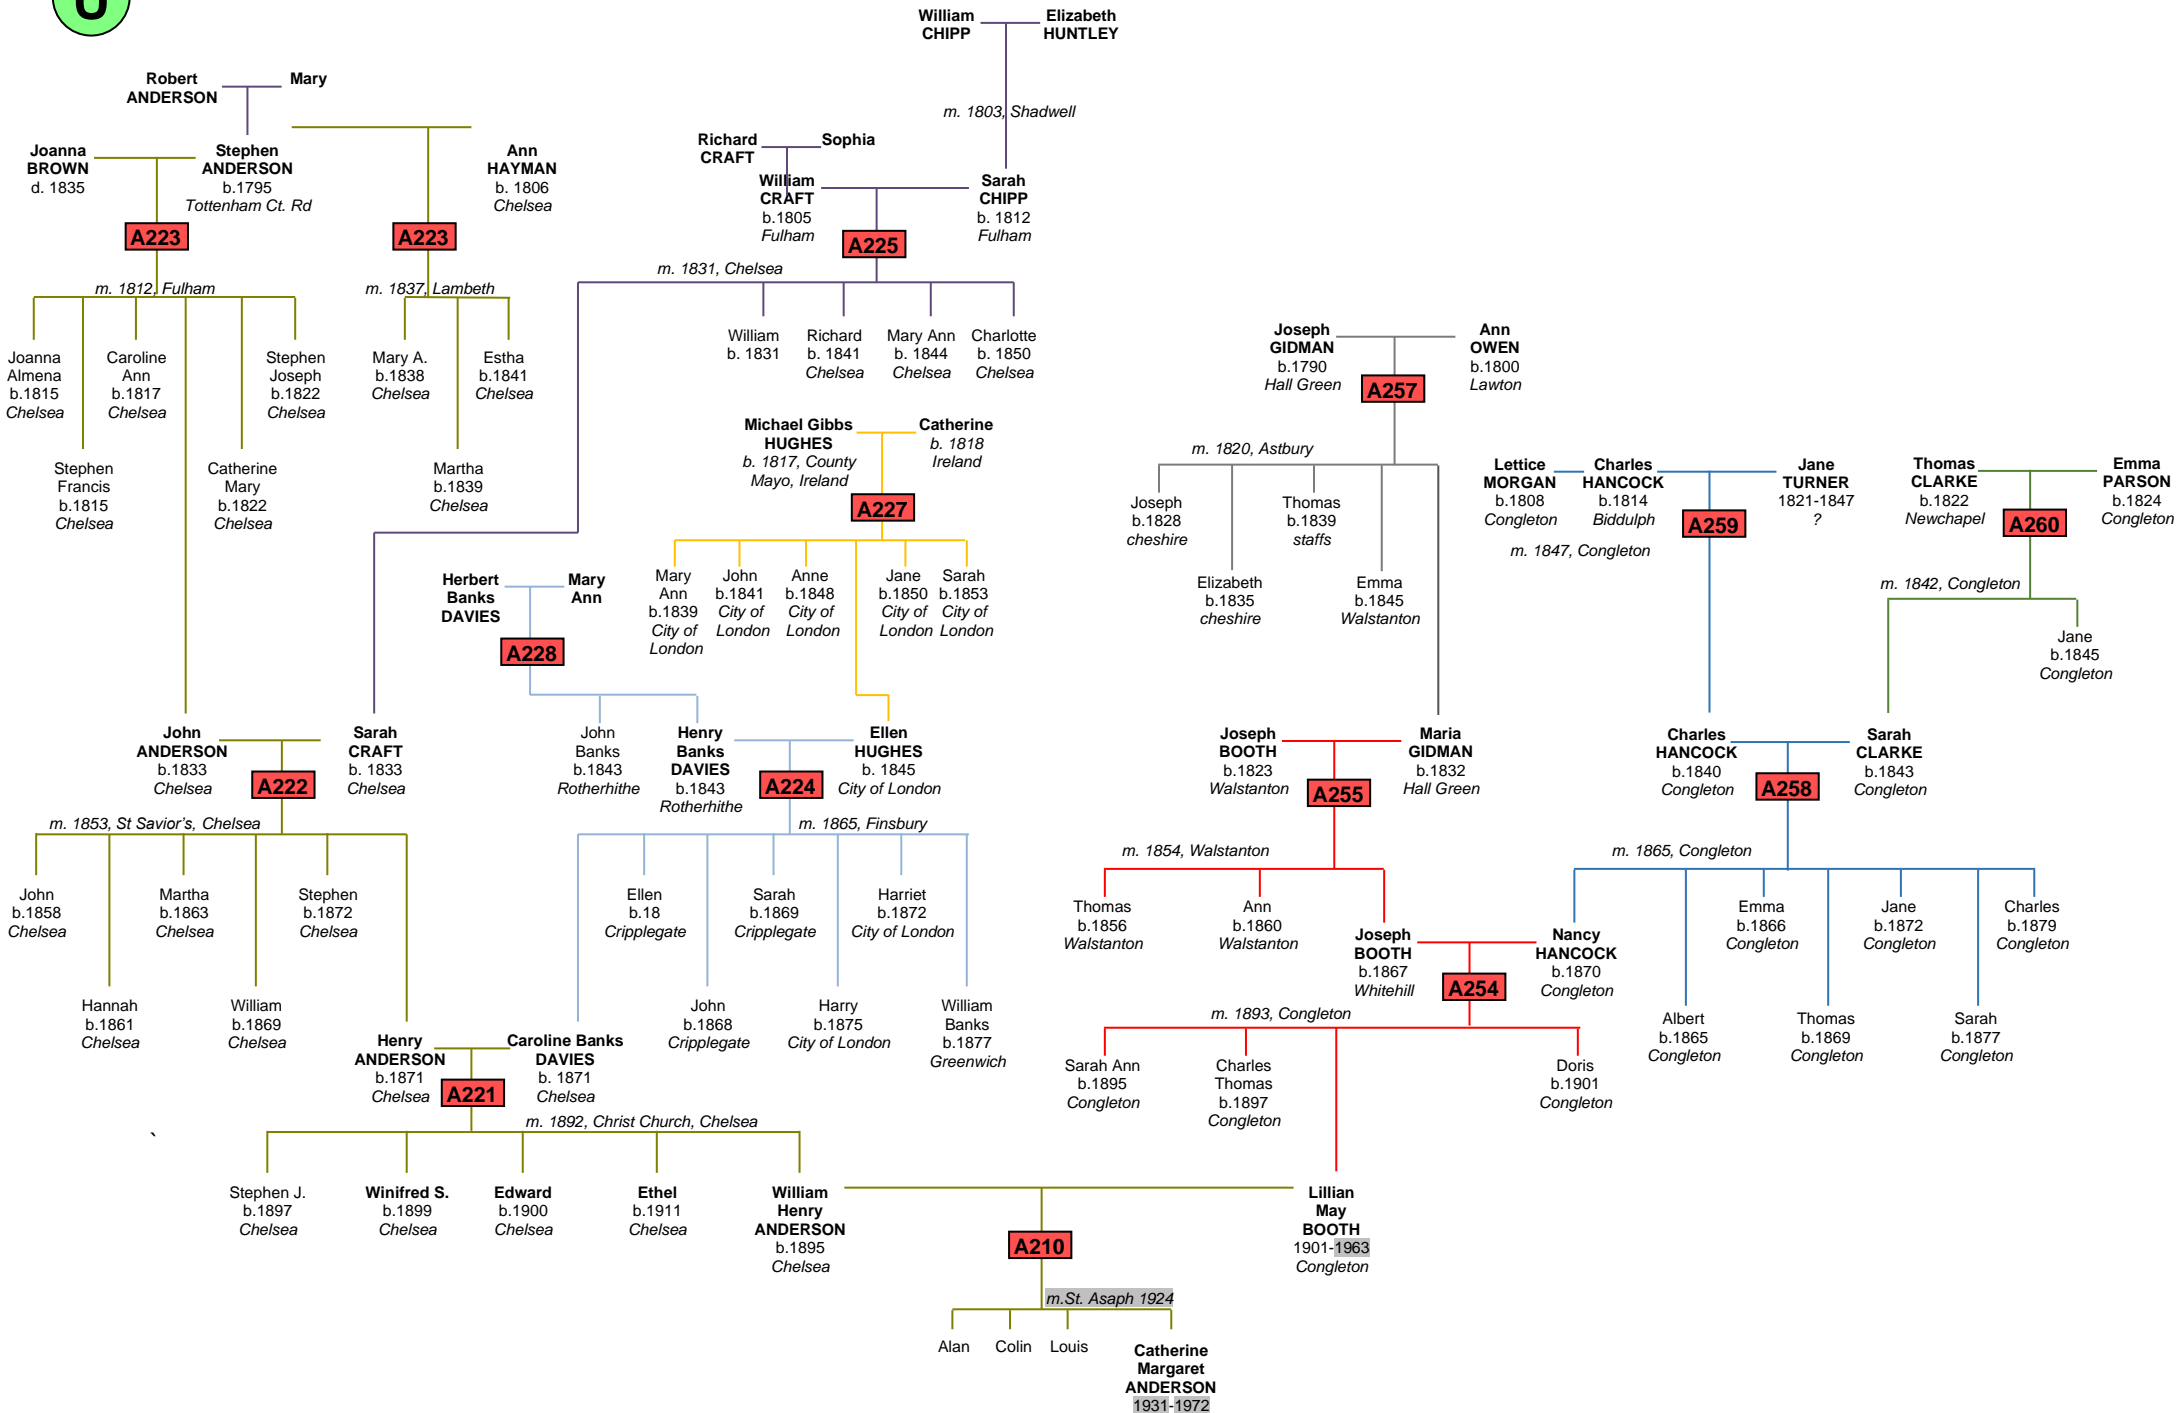 U
William
CHIPP
Elizabeth
HUNTLEY
m. 1803, Shadwell
Robert
ANDERSON
Mary
Joanna
BROWN
d. 1835
Stephen
ANDERSON
b.1795
Tottenham Ct. Rd
Ann
HAYMAN
b. 1806
Chelsea
Richard
CRAFT
Sophia
William
CRAFT
b.1805
Fulham
Sarah
CHIPP
b. 1812
Fulham
A223
A223
A225
m. 1812, Fulham
m. 1837, Lambeth
m. 1831, Chelsea
Joanna
Almena
b.1815
Chelsea
Caroline
Ann
b.1817
Chelsea
Stephen
Joseph
b.1822
Chelsea
Mary A.
b.1838
Chelsea
Estha
b.1841
Chelsea
Stephen
Francis
b.1815
Chelsea
Catherine
Mary
b.1822
Chelsea
Martha
b.1839
Chelsea
William
b. 1831
Richard
b. 1841
Chelsea
Mary Ann
b. 1844
Chelsea
Charlotte
b. 1850
Chelsea
Joseph
GIDMAN
b.1790
Hall Green
Ann
OWEN
b.1800
Lawton
A257
m. 1820, Astbury
Michael Gibbs
HUGHES
b. 1817, County
Mayo, Ireland
Catherine
b. 1818
Ireland
A227
Joseph
b.1828
cheshire
Thomas
b.1839
staffs
Elizabeth
b.1835
cheshire
Emma
b.1845
Walstanton
Lettice
MORGAN
b.1808
Congleton
Charles
HANCOCK
b.1814
Biddulph
Jane
TURNER
1821-1847
?
A259
m. 1847, Congleton
Thomas
CLARKE
b.1822
Newchapel
Emma
PARSON
b.1824
Congleton
A260
m. 1842, Congleton
Jane
b.1845
Congleton
Herbert
Banks
DAVIES
Mary
Ann
A228
Mary
Ann
b.1839
City of
London
John
b.1841
City of
London
Anne
b.1848
City of
London
Jane
b.1850
City of
London
Sarah
b.1853
City of
London
John
ANDERSON
b.1833
Chelsea
Sarah
CRAFT
b. 1833
Chelsea
A222
John
Banks
b.1843
Rotherhithe
Henry
Banks
DAVIES
b.1843
Rotherhithe
Ellen
HUGHES
b. 1845
City of London
A224
Joseph
BOOTH
b.1823
Walstanton
Maria
GIDMAN
b.1832
Hall Green
A255
Charles
HANCOCK
b.1840
Congleton
Sarah
CLARKE
b.1843
Congleton
A258
m. 1853, St Savior's, Chelsea
m. 1865, Finsbury
m. 1854, Walstanton
m. 1865, Congleton
John
b.1858
Chelsea
Martha
b.1863
Chelsea
Stephen
b.1872
Chelsea
Hannah
b.1861
Chelsea
William
b.1869
Chelsea
Ellen
b.18
Cripplegate
Sarah
b.1869
Cripplegate
Harriet
b.1872
City of London
John
b.1868
Cripplegate
Harry
b.1875
City of London
William
Banks
b.1877
Greenwich
Thomas
b.1856
Walstanton
Ann
b.1860
Walstanton
Joseph
BOOTH
b.1867
Whitehill
Nancy
HANCOCK
b.1870
Congleton
A254
Emma
b.1866
Congleton
Jane
b.1872
Congleton
Charles
b.1879
Congleton
Albert
b.1865
Congleton
Thomas
b.1869
Congleton
Sarah
b.1877
Congleton
m. 1893, Congleton
Henry
ANDERSON
b.1871
Chelsea
Caroline Banks
DAVIES
b. 1871
Chelsea
A221
m. 1892, Christ Church, Chelsea
Sarah Ann
b.1895
Congleton
Charles
Thomas
b.1897
Congleton
Doris
b.1901
Congleton
`
Stephen J.
b.1897
Chelsea
Winifred S.
b.1899
Chelsea
Edward
b.1900
Chelsea
Ethel
b.1911
Chelsea
William
Henry
ANDERSON
b.1895
Chelsea
Lillian
May
BOOTH
1901-1963
Congleton
A210
m.St. Asaph 1924
Alan
Colin
Louis
Catherine
Margaret
ANDERSON
1931-1972